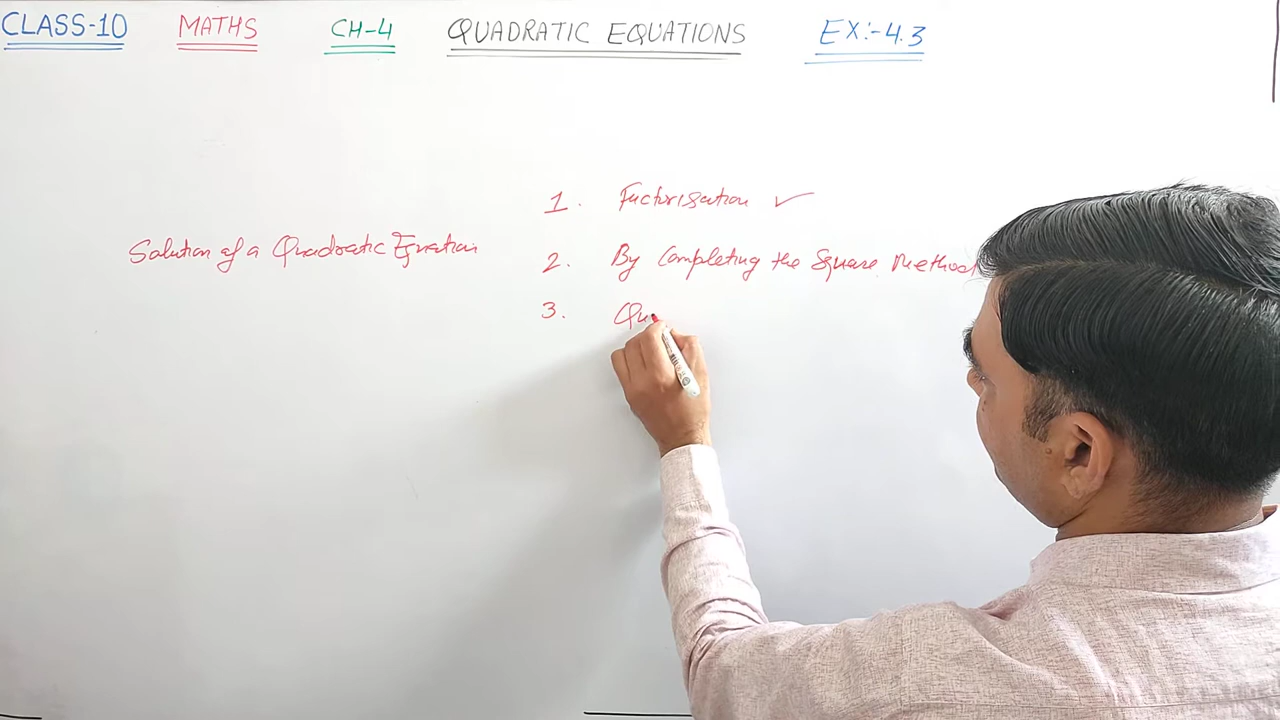 CLASS-10 MATHS CH-4 QUADRATIC EQUATIONS EX:-4.3
1. Factorisation ✓
Solution of a Quadratic Equation
2. By Completing the Square Method
3. Qu